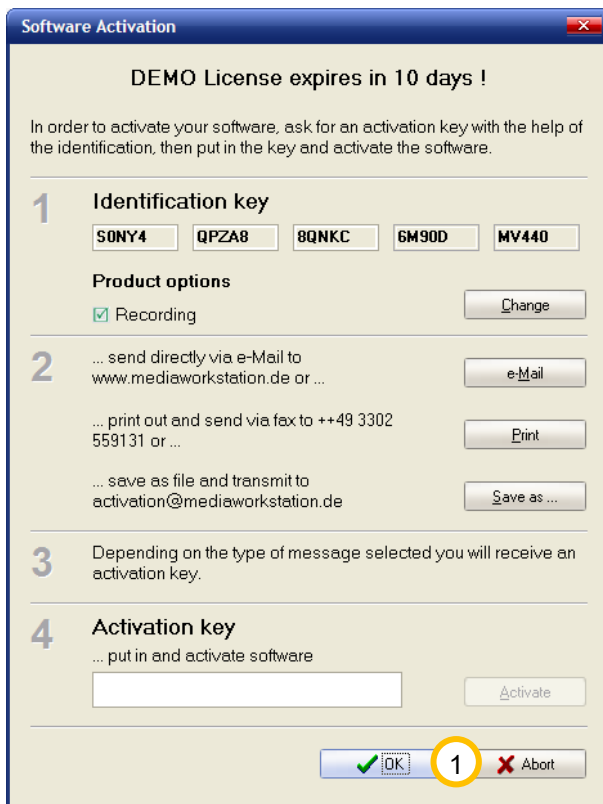 Software Activation
DEMO License expires in 10 days !
In order to activate your software, ask for an activation key with the help of
the identification, then put in the key and activate the software.
1
Identification key
S0NY4 QPZA8 8QNKC 6M90D MV440
Product options
Recording
Change
2
... send directly via e-Mail to
www.mediaworkstation.de or ...
e-Mail
... print out and send via fax to ++49 3302
559131 or ...
Print
... save as file and transmit to
activation@mediaworkstation.de
Save as ...
3
Depending on the type of message selected you will receive an
activation key.
4
Activation key
... put in and activate software
Activate
OK
1
Abort